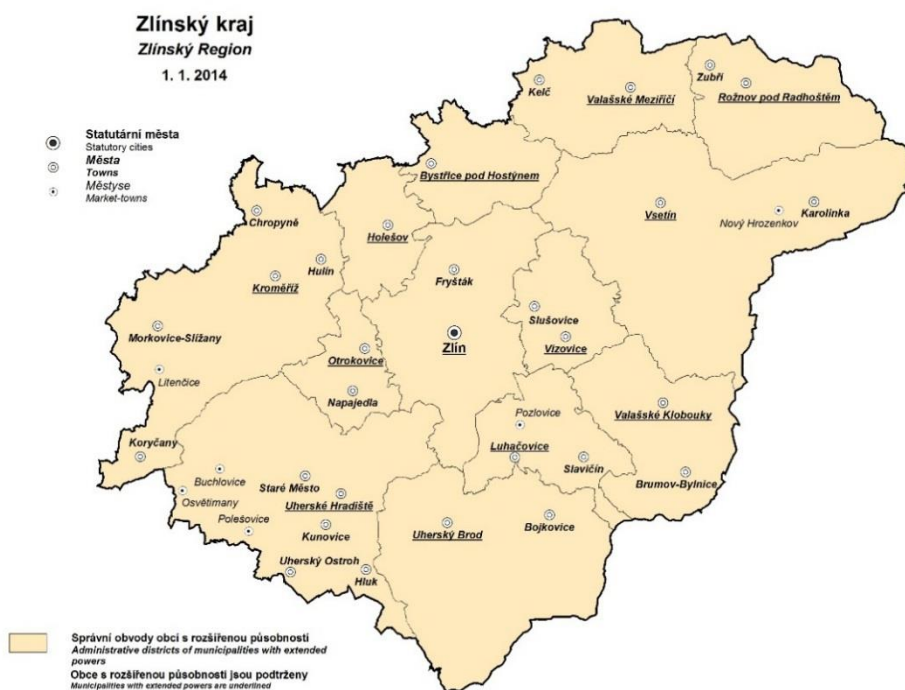 Zlínský kraj
Zlínský Region
1. 1. 2014
Statutární města
Statutory cities
Města
Towns
Městyse
Market-towns
Zubří
Kelč
Valašské Meziříčí
Rožnov pod Radhoštěm
Bystřice pod Hostýnem
Vsetín
Karolinka
Nový Hrozenkov
Chropyně
Holešov
Hulín
Fryšták
Kroměříž
Slušovice
Morkovice-Slížany
Zlín
Vizovice
Otrokovice
Litenčice
Napajedla
Valašské Klobouky
Pozlovice
Koryčany
Luhačovice
Slavičín
Buchlovice
Staré Město
Brumov-Bylnice
Osvětimany
Uherské Hradiště
Polešovice
Kunovice
Uherský Brod
Bojkovice
Uherský Ostroh
Hluk
Správní obvody obcí s rozšířenou působností
Administrative districts of municipalities with extended
powers
Obce s rozšířenou působností jsou podtrženy
Municipalities with extended powers are underlined